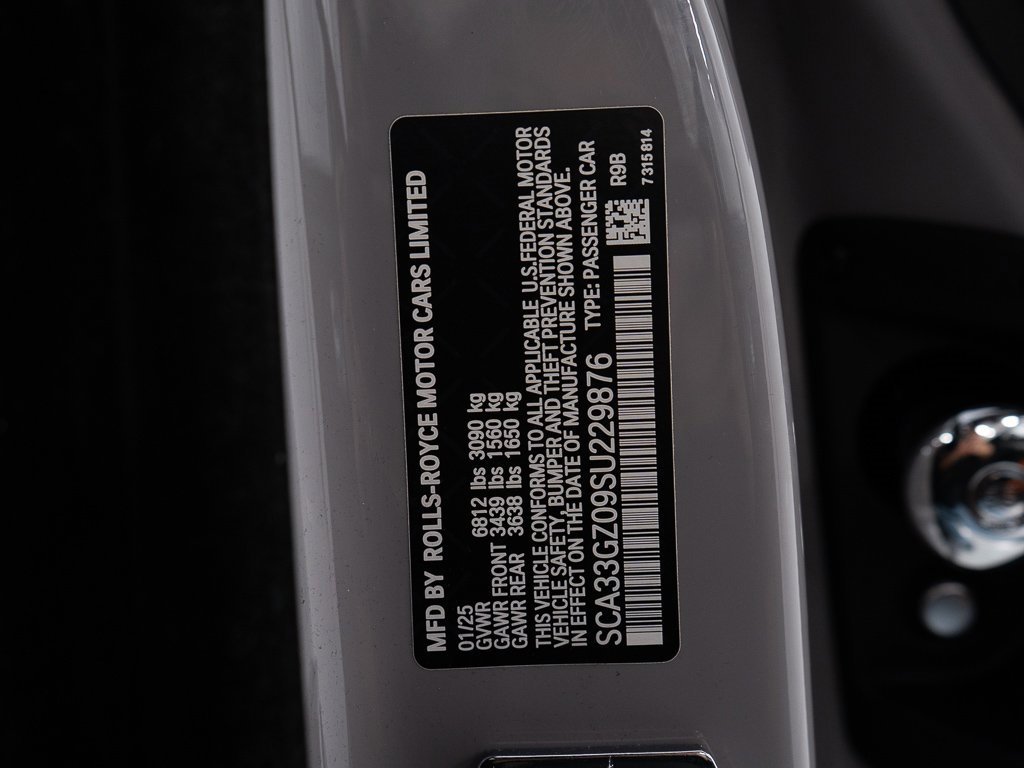 MFD BY ROLLS-ROYCE MOTOR CARS LIMITED
01/25
GVWR 6812 lbs 3090 kg
GAWR FRONT 3439 lbs 1560 kg
GAWR REAR 3638 lbs 1650 kg
THIS VEHICLE CONFORMS TO ALL APPLICABLE U.S.FEDERAL MOTOR
VEHICLE SAFETY, BUMPER AND THEFT PREVENTION STANDARDS
IN EFFECT ON THE DATE OF MANUFACTURE SHOWN ABOVE.
SCA33GZ09SU229876 TYPE: PASSENGER CAR
R9B
7315814